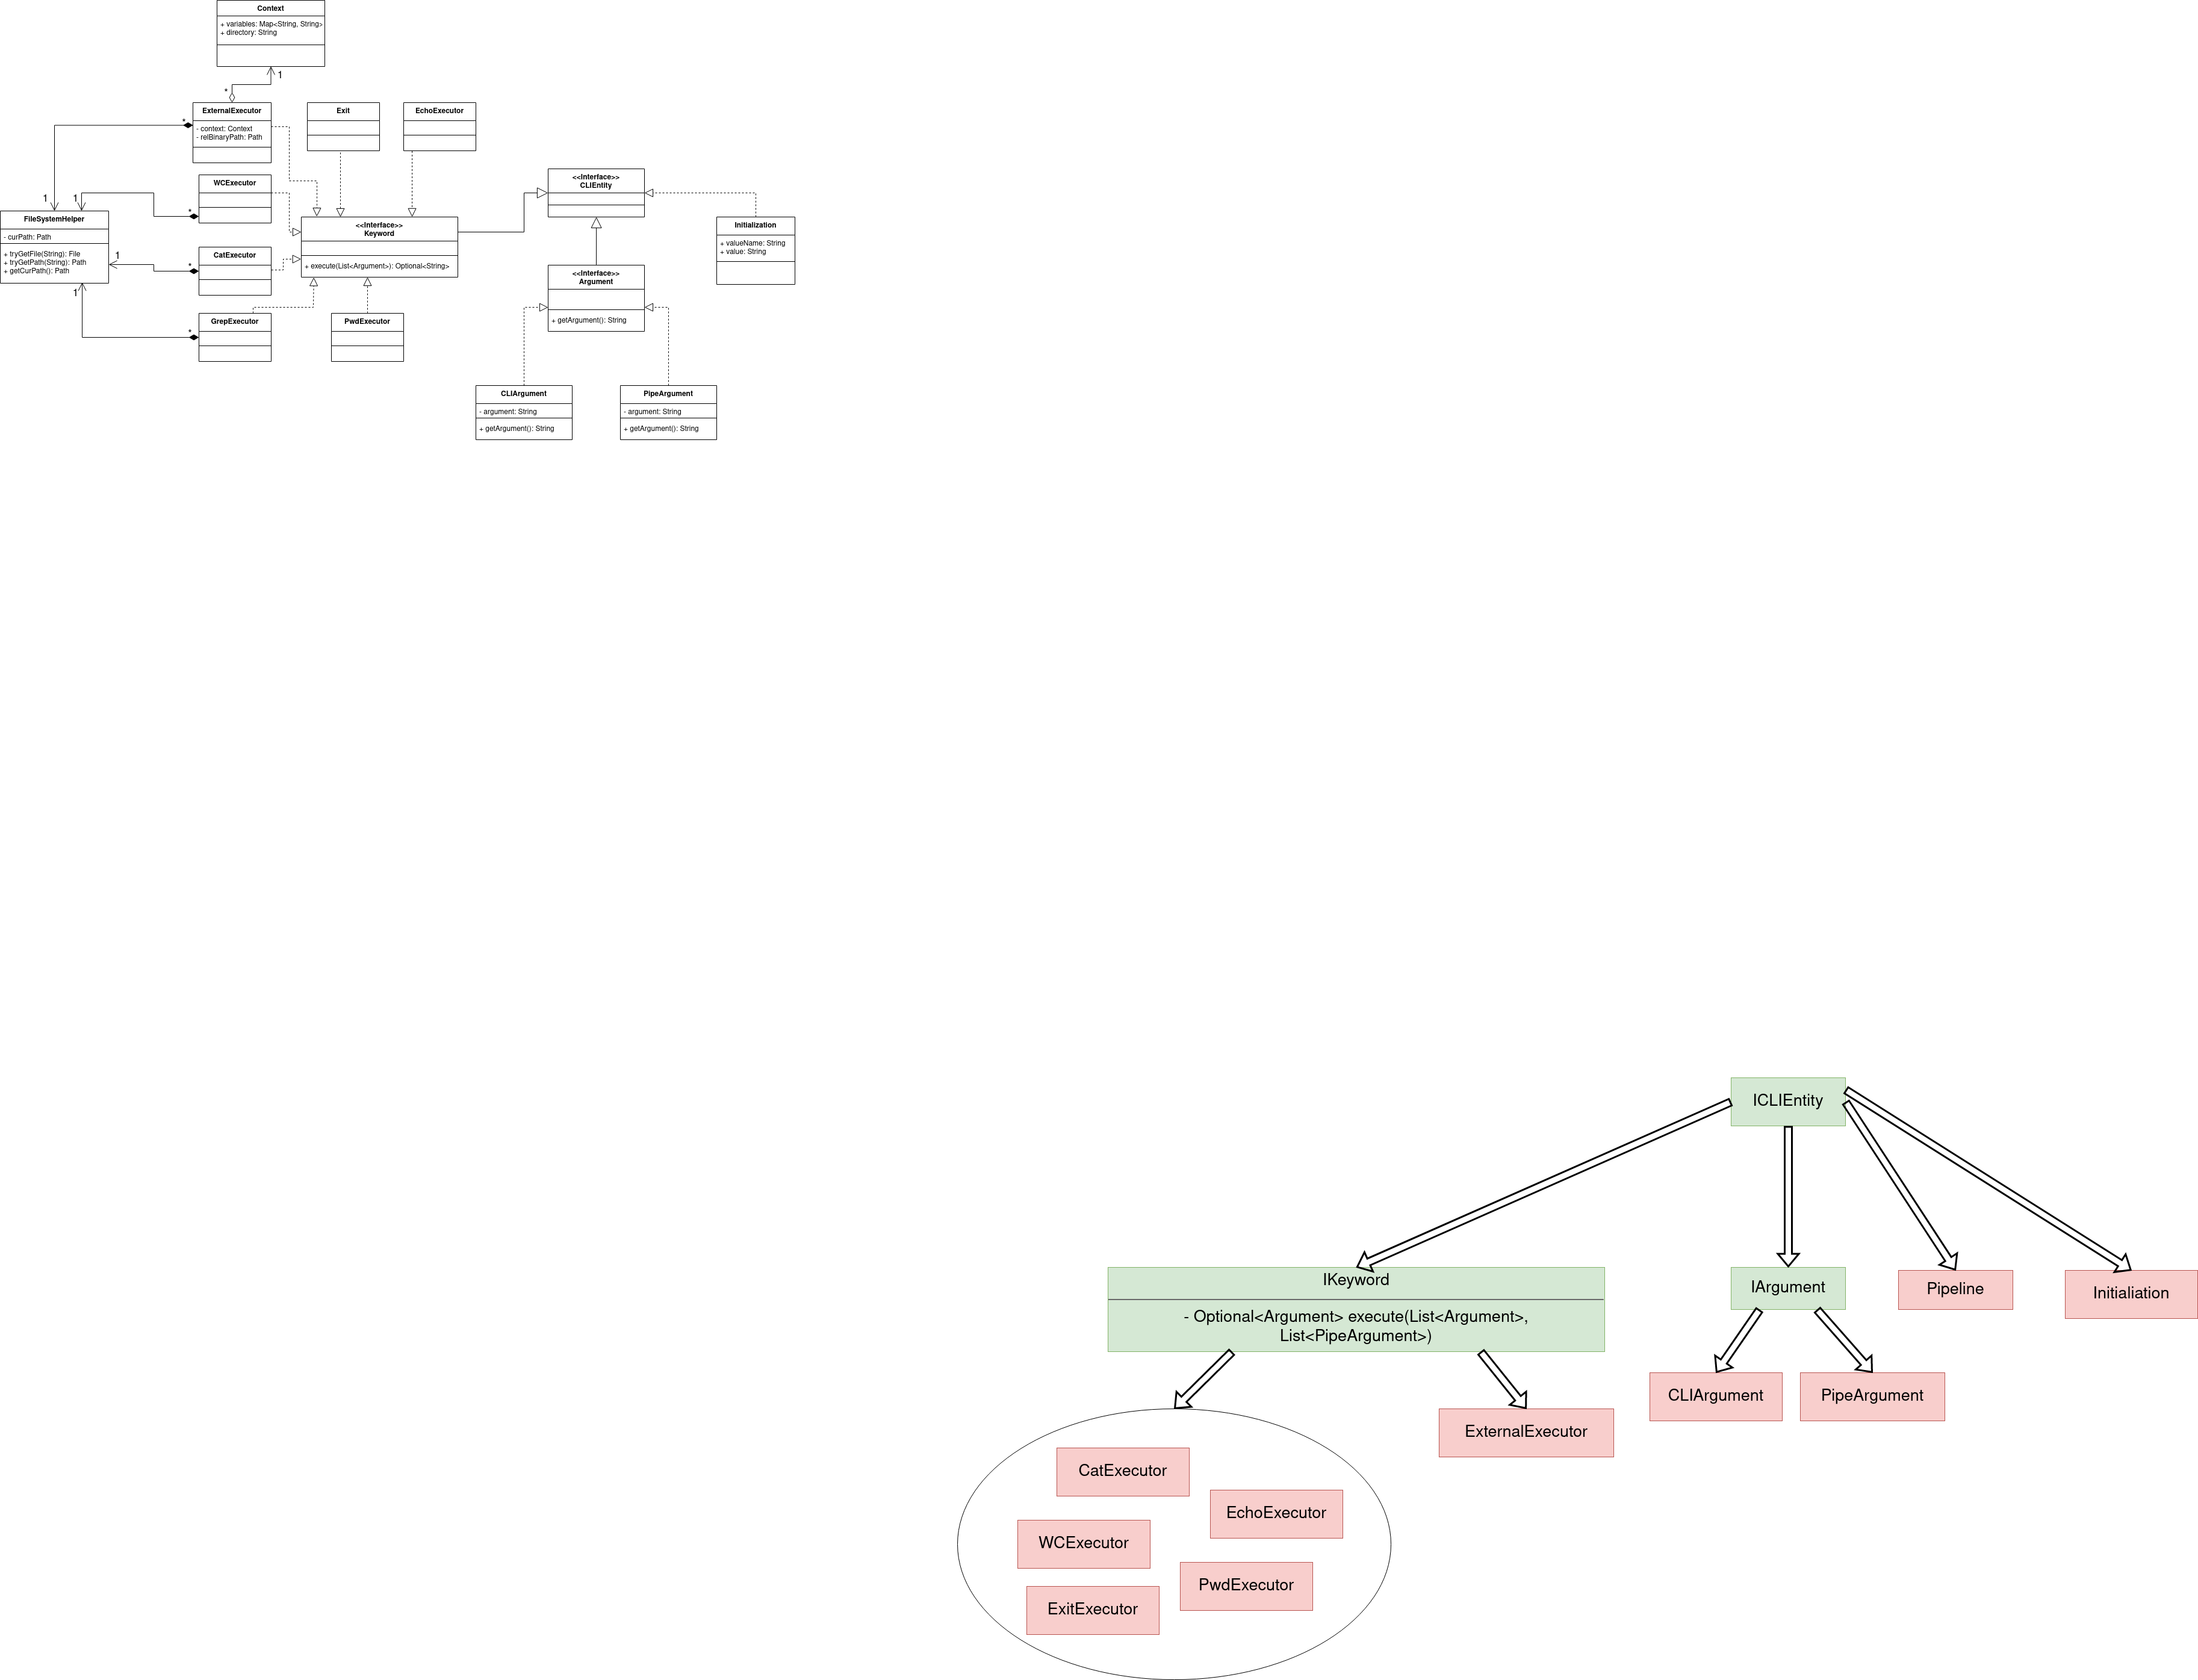 Context
+ variables: Map<String, String>
+ directory: String
1
*
ExternalExecutor
- context: Context
- relBinaryPath: Path
*
Exit
EchoExecutor
WCExecutor
*
1
1
FileSystemHelper
- curPath: Path
+ tryGetFile(String): File
+ tryGetPath(String): Path
+ getCurPath(): Path
1
1
CatExecutor
*
GrepExecutor
*
PwdExecutor
<<Interface>>
Keyword
+ execute(List<Argument>): Optional<String>
<<Interface>>
CLIEntity
Initialization
+ valueName: String
+ value: String
<<Interface>>
Argument
+ getArgument(): String
CLIArgument
- argument: String
+ getArgument(): String
PipeArgument
- argument: String
+ getArgument(): String
ICLIEntity
IKeyword
- Optional<Argument> execute(List<Argument>,
List<PipeArgument>)
IArgument
Pipeline
Initialiation
CLIArgument
PipeArgument
ExternalExecutor
CatExecutor
EchoExecutor
WCExecutor
PwdExecutor
ExitExecutor